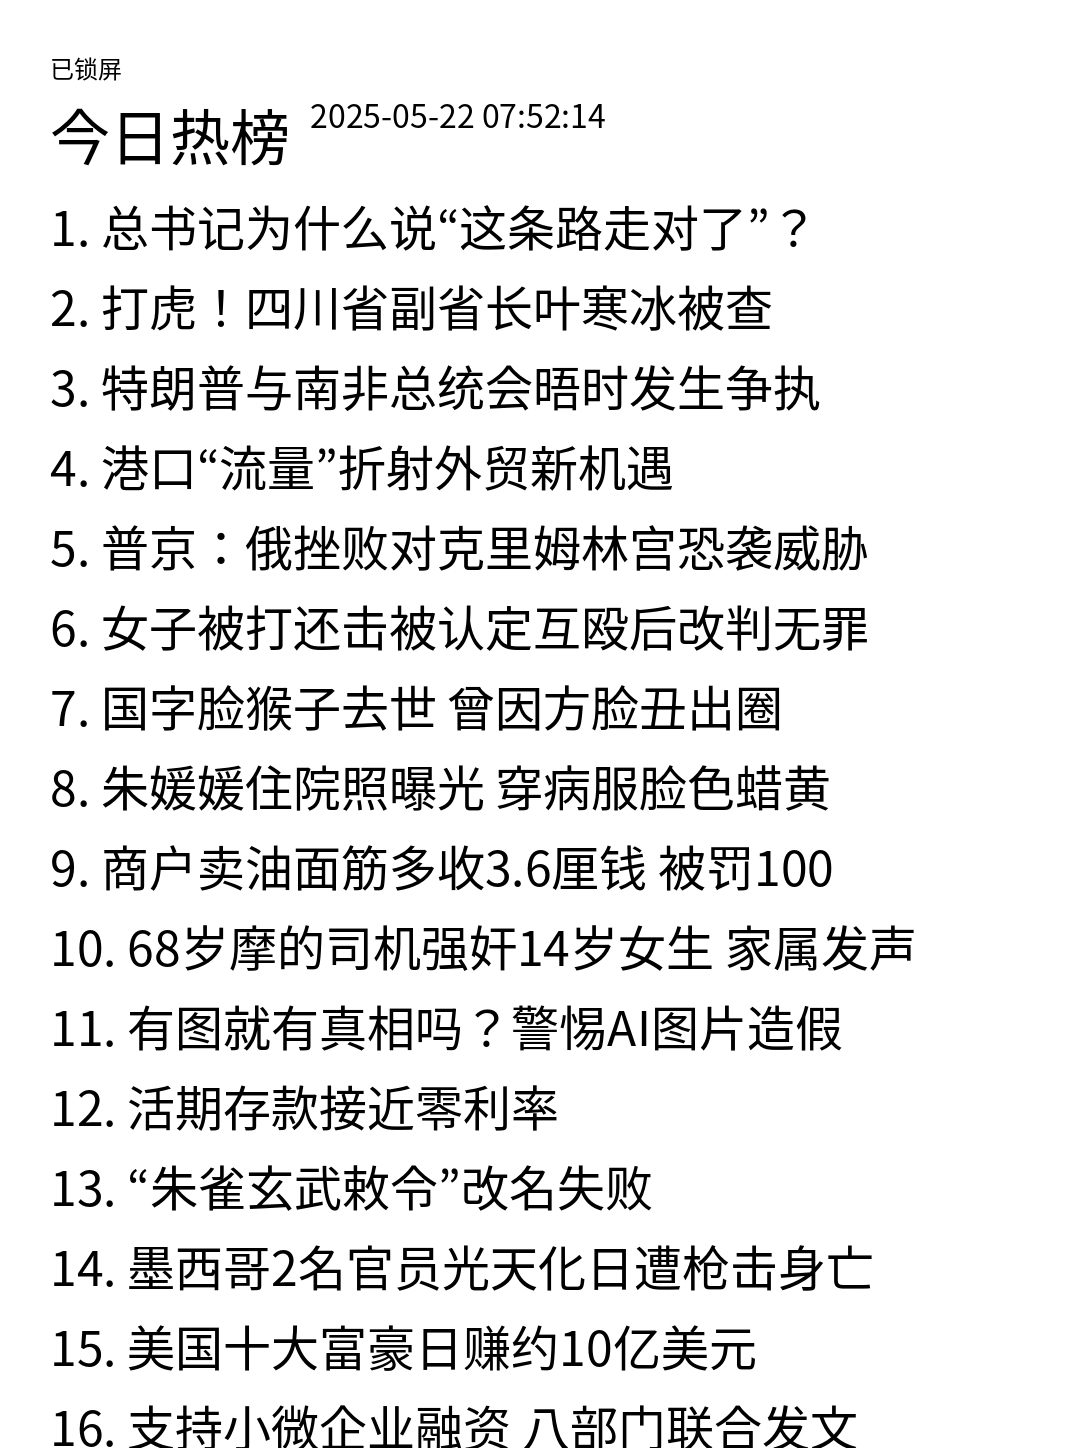 已锁屏
今日热榜 2025-05-22 07:52:14
1. 总书记为什么说“这条路走对了”？
2. 打虎！四川省副省长叶寒冰被查
3. 特朗普与南非总统会晤时发生争执
4. 港口“流量”折射外贸新机遇
5. 普京：俄挫败对克里姆林宫恐袭威胁
6. 女子被打还击被认定互殴后改判无罪
7. 国字脸猴子去世 曾因方脸丑出圈
8. 朱媛媛住院照曝光 穿病服脸色蜡黄
9. 商户卖油面筋多收3.6厘钱 被罚100
10. 68岁摩的司机强奸14岁女生 家属发声
11. 有图就有真相吗？警惕AI图片造假
12. 活期存款接近零利率
13. “朱雀玄武敕令”改名失败
14. 墨西哥2名官员光天化日遭枪击身亡
15. 美国十大富豪日赚约10亿美元
16. 支持小微企业融资 八部门联合发文